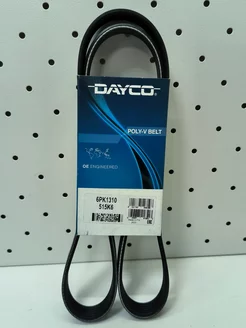 DAYCO
POLY-V BELT
OE ENGINEERED
6PK1310
515K6